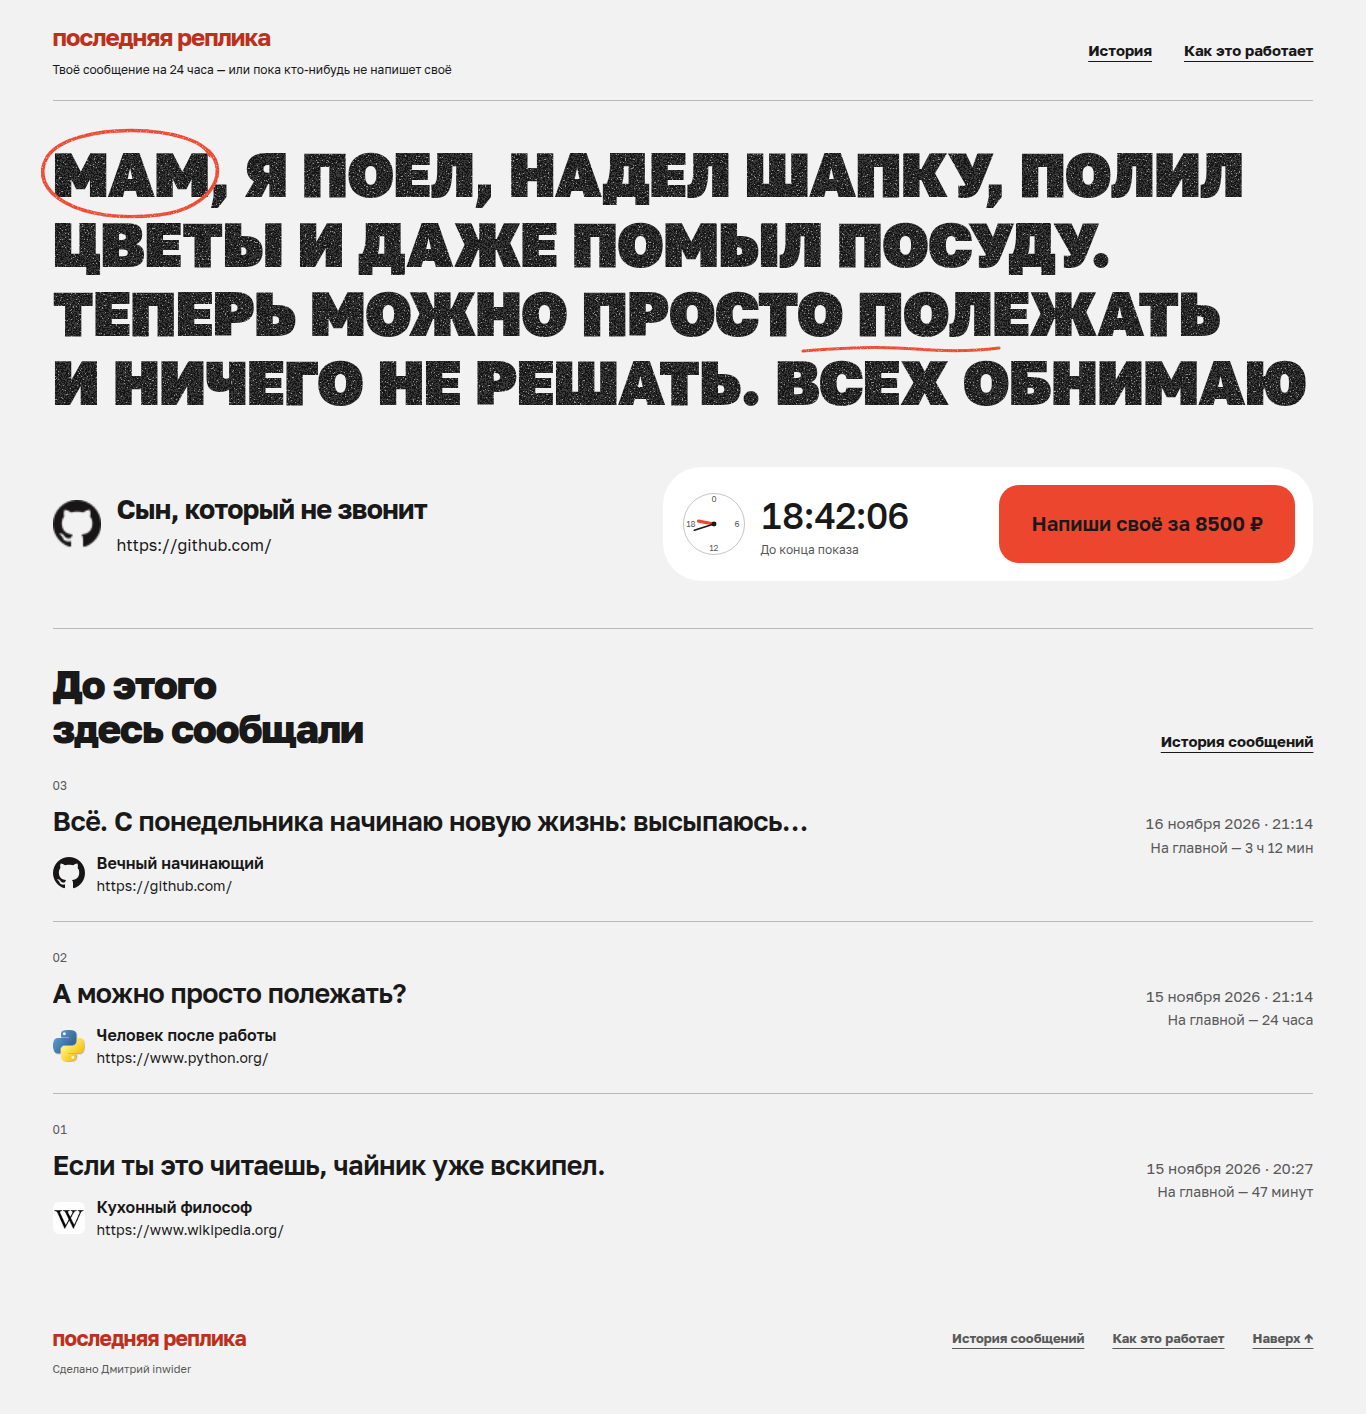 последняя реплика
Твоё сообщение на 24 часа — или пока кто-нибудь не напишет своё
История
Как это работает
МАМ, Я ПОЕЛ, НАДЕЛ ШАПКУ, ПОЛИЛ
ЦВЕТЫ И ДАЖЕ ПОМЫЛ ПОСУДУ.
ТЕПЕРЬ МОЖНО ПРОСТО ПОЛЕЖАТЬ
И НИЧЕГО НЕ РЕШАТЬ. ВСЕХ ОБНИМАЮ
Сын, который не звонит
https://github.com/
0
18
6
12
18:42:06
До конца показа
Напиши своё за 8500 ₽
До этого
здесь сообщали
История сообщений
03
Всё. С понедельника начинаю новую жизнь: высыпаюсь…
16 ноября 2026 · 21:14
На главной — 3 ч 12 мин
Вечный начинающий
https://github.com/
02
А можно просто полежать?
15 ноября 2026 · 21:14
На главной — 24 часа
Человек после работы
https://www.python.org/
01
Если ты это читаешь, чайник уже вскипел.
15 ноября 2026 · 20:27
На главной — 47 минут
W
Кухонный философ
https://www.wikipedia.org/
последняя реплика
Сделано Дмитрий inwider
История сообщений
Как это работает
Наверх ↑